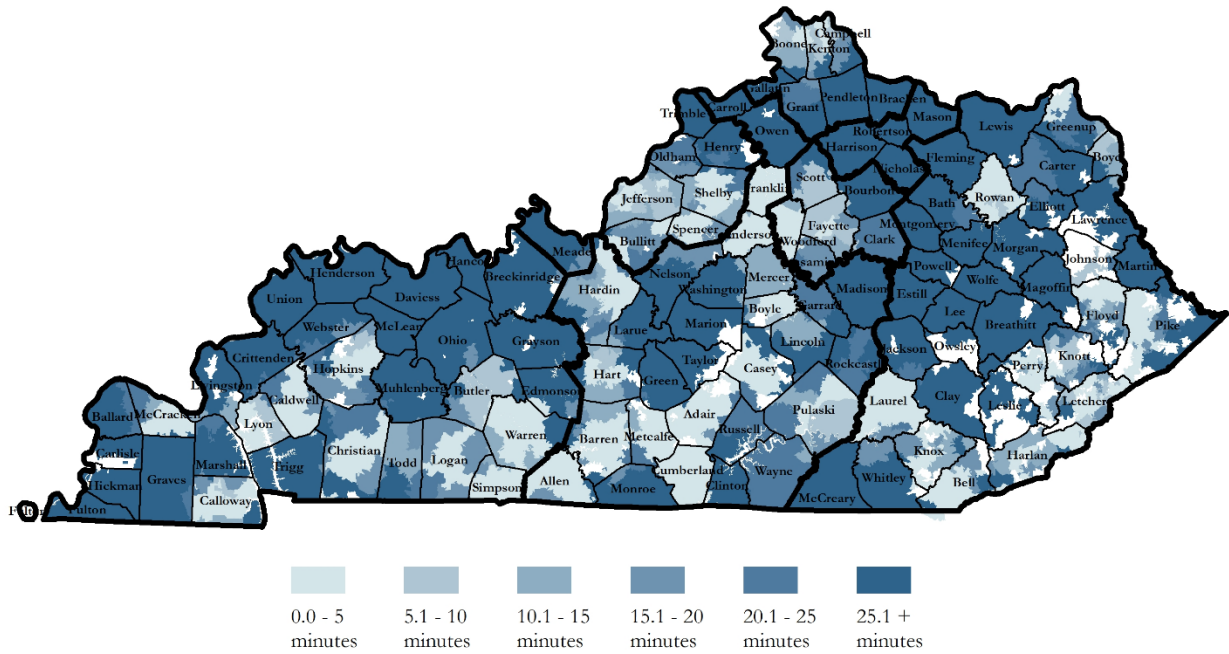 Campbell
Boone
Kenton
Gallatin
Pendleton
Bracken
Grant
Carroll
Trimble
Mason
Owen
Lewis
Robertson
Greenup
Henry
Harrison
Fleming
Oldham
Nicholas
Carter
Boyd
Scott
Shelby
Franklin
Bourbon
Rowan
Jefferson
Bath
Elliott
Lawrence
Spencer
Fayette
Montgomery
Woodford
Clark
Menifee
Morgan
Bullitt
Johnson
Meade
Hancock
Nelson
Mercer
Powell
Martin
Henderson
Breckinridge
Madison
Wolfe
Magoffin
Hardin
Washington
Estill
Union
Daviess
Garrard
Boyle
Lee
Floyd
Webster
McLean
Larue
Marion
Breathitt
Pike
Ohio
Grayson
Lincoln
Jackson
Owsley
Knott
Crittenden
Taylor
Rockcastle
Perry
Hopkins
Hart
Casey
Livingston
Muhlenberg
Butler
Edmonson
Green
Clay
Leslie
Letcher
Caldwell
Laurel
Ballard
McCracken
Lyon
Adair
Pulaski
Warren
Barren
Metcalfe
Russell
Christian
Knox
Harlan
Carlisle
Todd
Logan
Marshall
Trigg
Cumberland
Wayne
Whitley
Graves
Allen
Bell
Hickman
Simpson
Monroe
Clinton
Calloway
McCreary
Fulton
Fulton
0.0 - 5
minutes
5.1 - 10
minutes
10.1 - 15
minutes
15.1 - 20
minutes
20.1 - 25
minutes
25.1 +
minutes